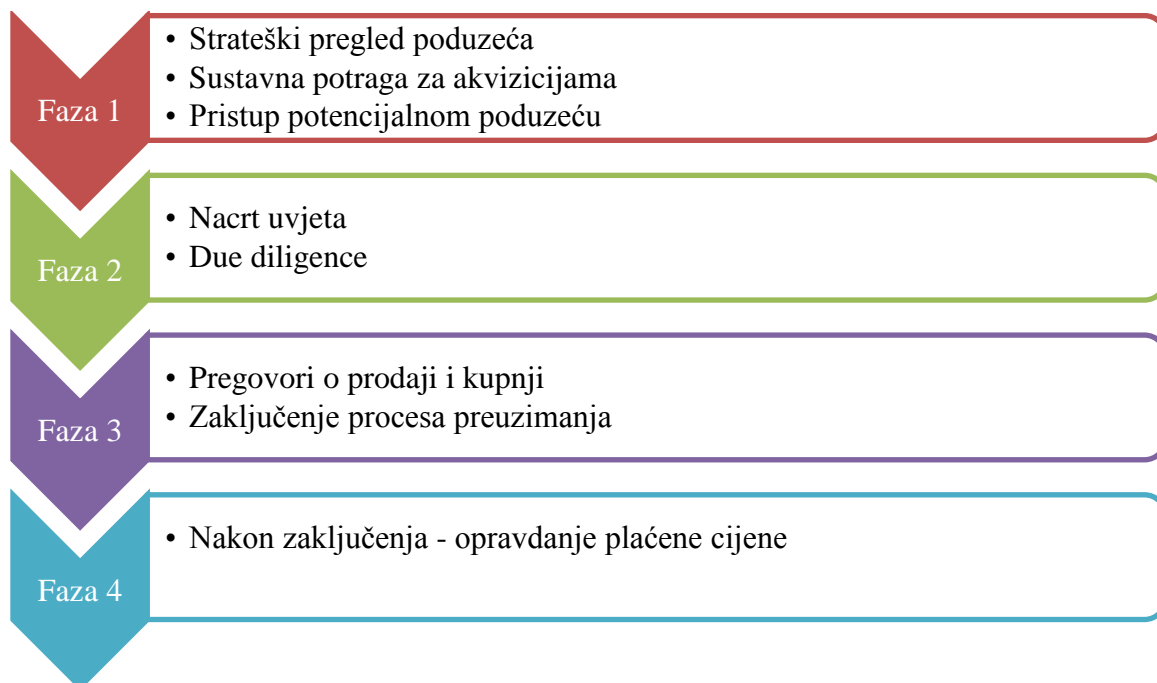 Faza 1
• Strateški pregled poduzeća
• Sustavna potraga za akvizicijama
• Pristup potencijalnom poduzeću
Faza 2
• Nacrt uvjeta
• Due diligence
Faza 3
• Pregovori o prodaji i kupnji
• Zaključenje procesa preuzimanja
Faza 4
• Nakon zaključenja - opravdanje plaćene cijene